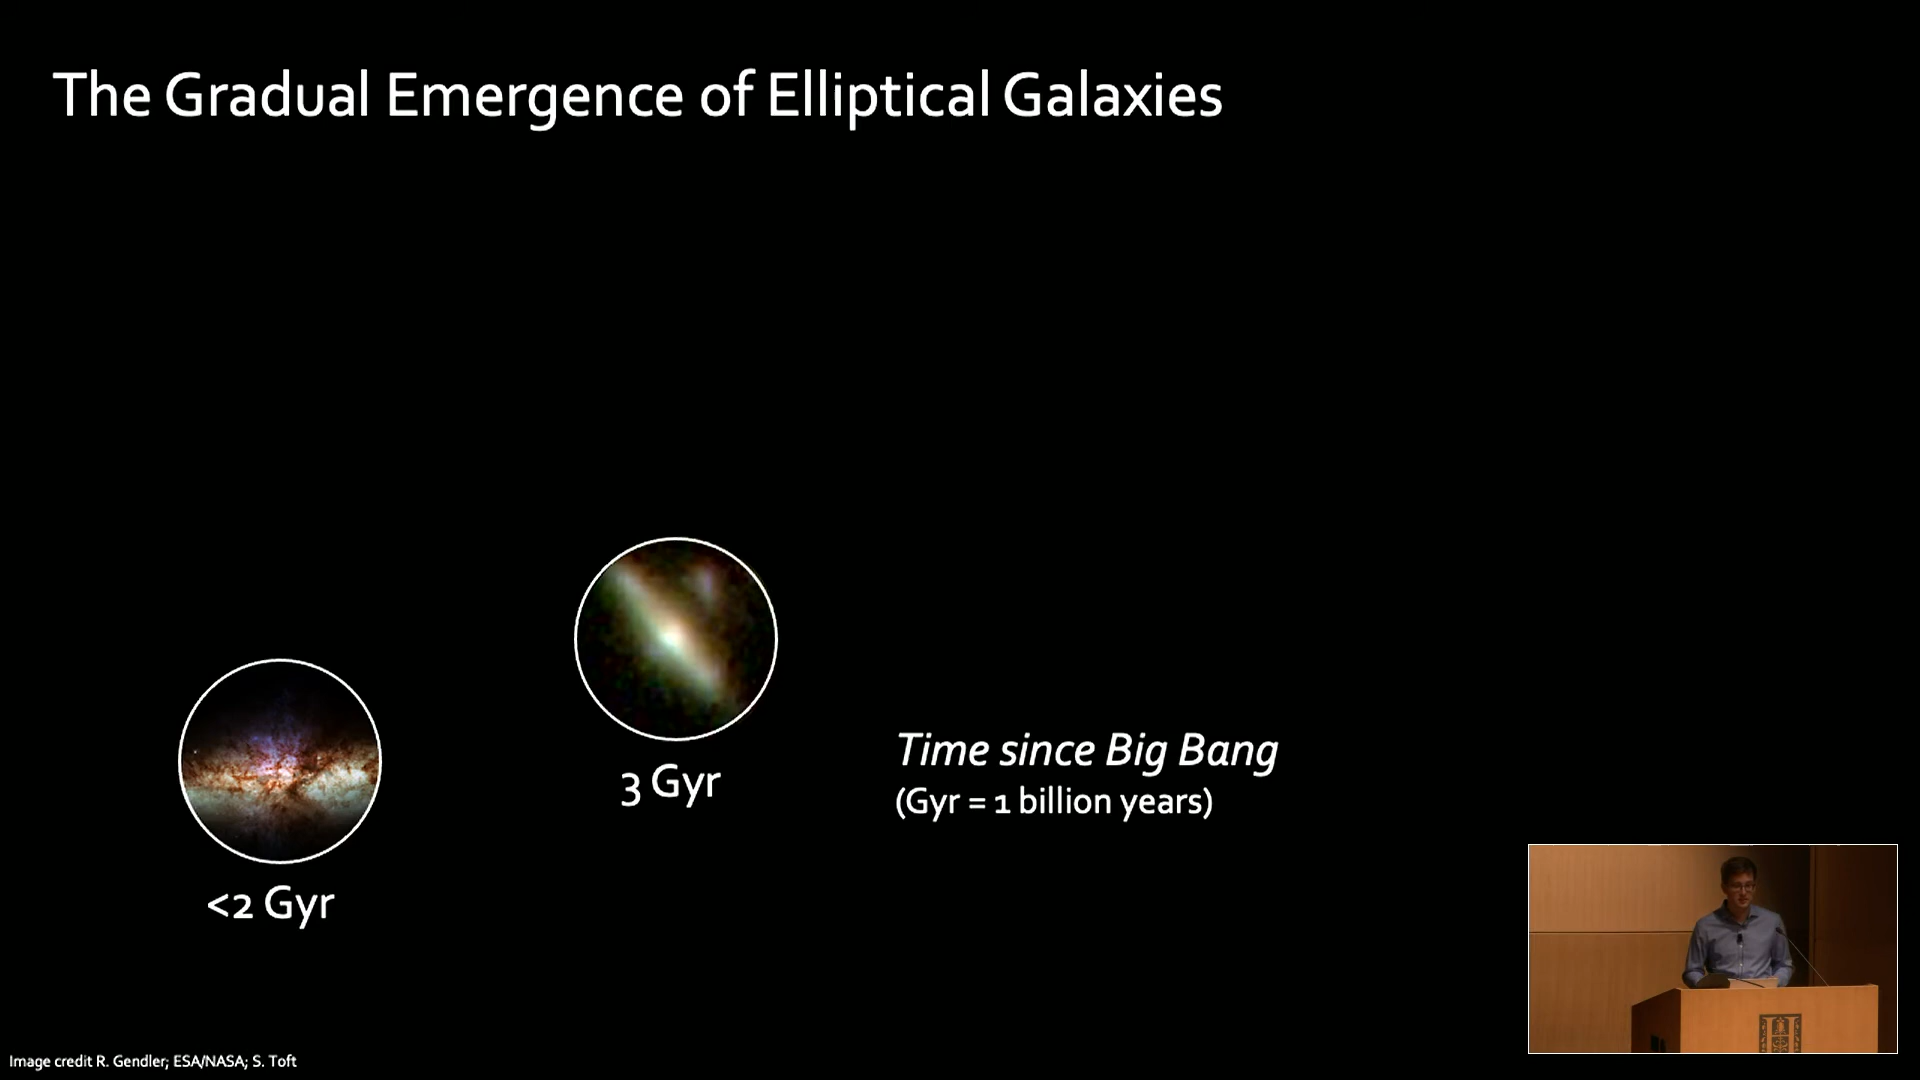 The Gradual Emergence of Elliptical Galaxies
3 Gyr
Time since Big Bang
(Gyr = 1 billion years)
<2 Gyr
Image credit R. Gendler; ESA/NASA; S. Toft